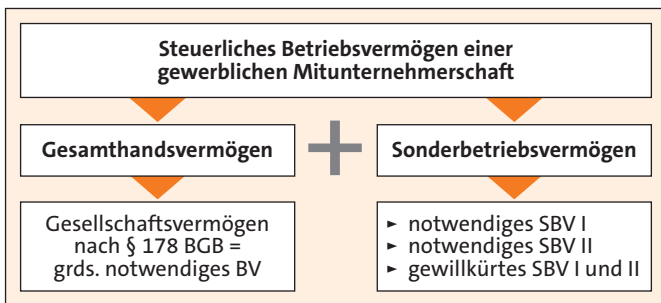 Steuerliches Betriebsvermögen einer
gewerblichen Mitunternehmerschaft
Gesamthandsvermögen
+
Sonderbetriebsvermögen
Gesellschaftsvermögen
nach § 178 BGB =
grds. notwendiges BV
► notwendiges SBV I
► notwendiges SBV II
► gewillkürtes SBV I und II